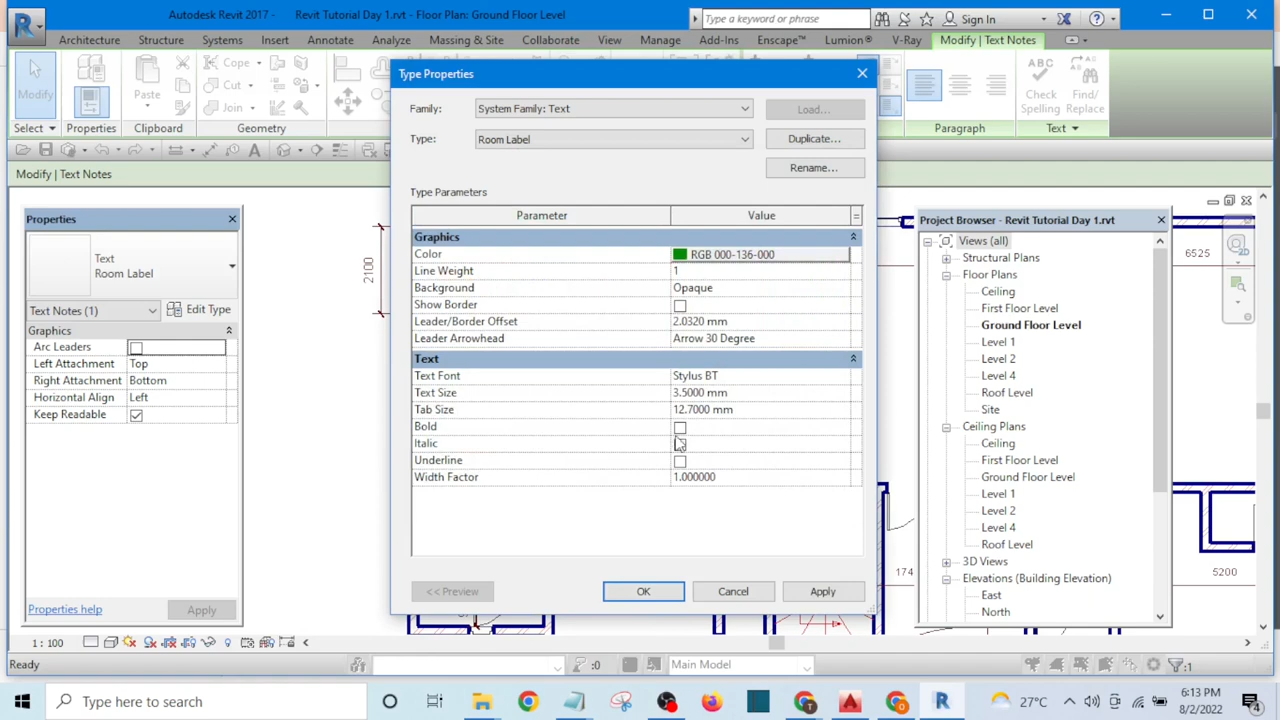 Autodesk Revit 2017 - Revit Tutorial Day 1.rvt - Floor Plan: Ground Floor Level
Type a keyword or phrase
Sign In
Architecture Structure Systems Insert Annotate Analyze Massing & Site Collaborate View Manage Add-Ins Enscape™ Lumion® V-Ray Modify | Text Notes
Modify
Paste
Cope
Cut
Join
ABC
Check Spelling
Find/ Replace
Select Properties Clipboard Geometry Paragraph Text
Modify | Text Notes
Type Properties
Family: System Family: Text Load...
Type: Room Label Duplicate...
Rename...
Type Parameters
Parameter Value =
Graphics
Color RGB 000-136-000
Line Weight 1
Background Opaque
Show Border
Leader/Border Offset 2.0320 mm
Leader Arrowhead Arrow 30 Degree
Text
Text Font Stylus BT
Text Size 3.5000 mm
Tab Size 12.7000 mm
Bold
Italic
Underline
Width Factor 1.000000
<< Preview OK Cancel Apply
Properties
Text
Room Label
Text Notes (1) Edit Type
Graphics
Arc Leaders
Left Attachment Top
Right Attachment Bottom
Horizontal Align Left
Keep Readable
Properties help Apply
2100
6525
174
5200
Project Browser - Revit Tutorial Day 1.rvt
Views (all)
Structural Plans
Floor Plans
Ceiling
First Floor Level
Ground Floor Level
Level 1
Level 2
Level 4
Roof Level
Site
Ceiling Plans
Ceiling
First Floor Level
Ground Floor Level
Level 1
Level 2
Level 4
Roof Level
3D Views
Elevations (Building Elevation)
East
North
1 : 100
Ready
:0
Main Model
:1
Type here to search
27°C
6:13 PM
8/2/2022
4